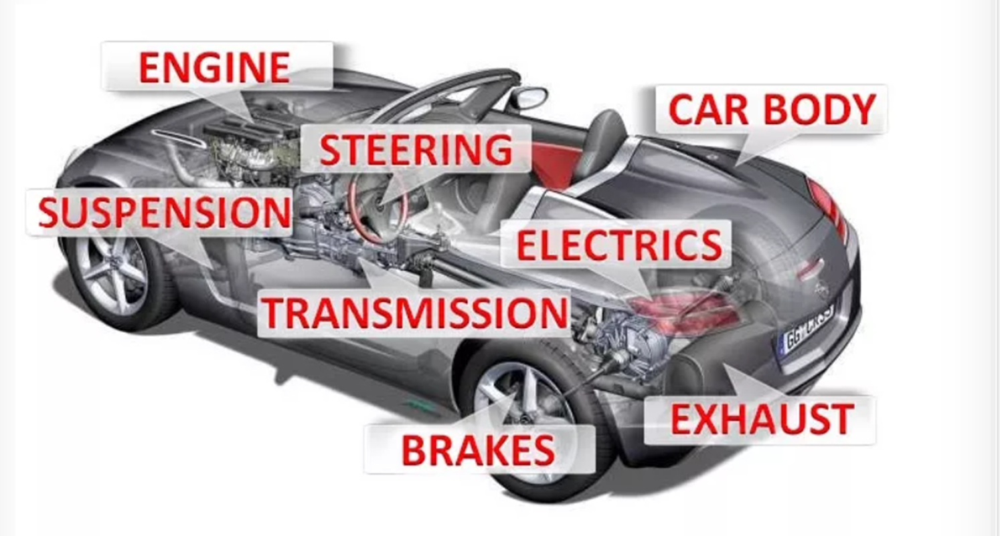 ENGINE
CAR BODY
STEERING
SUSPENSION
ELECTRICS
TRANSMISSION
EXHAUST
BRAKES